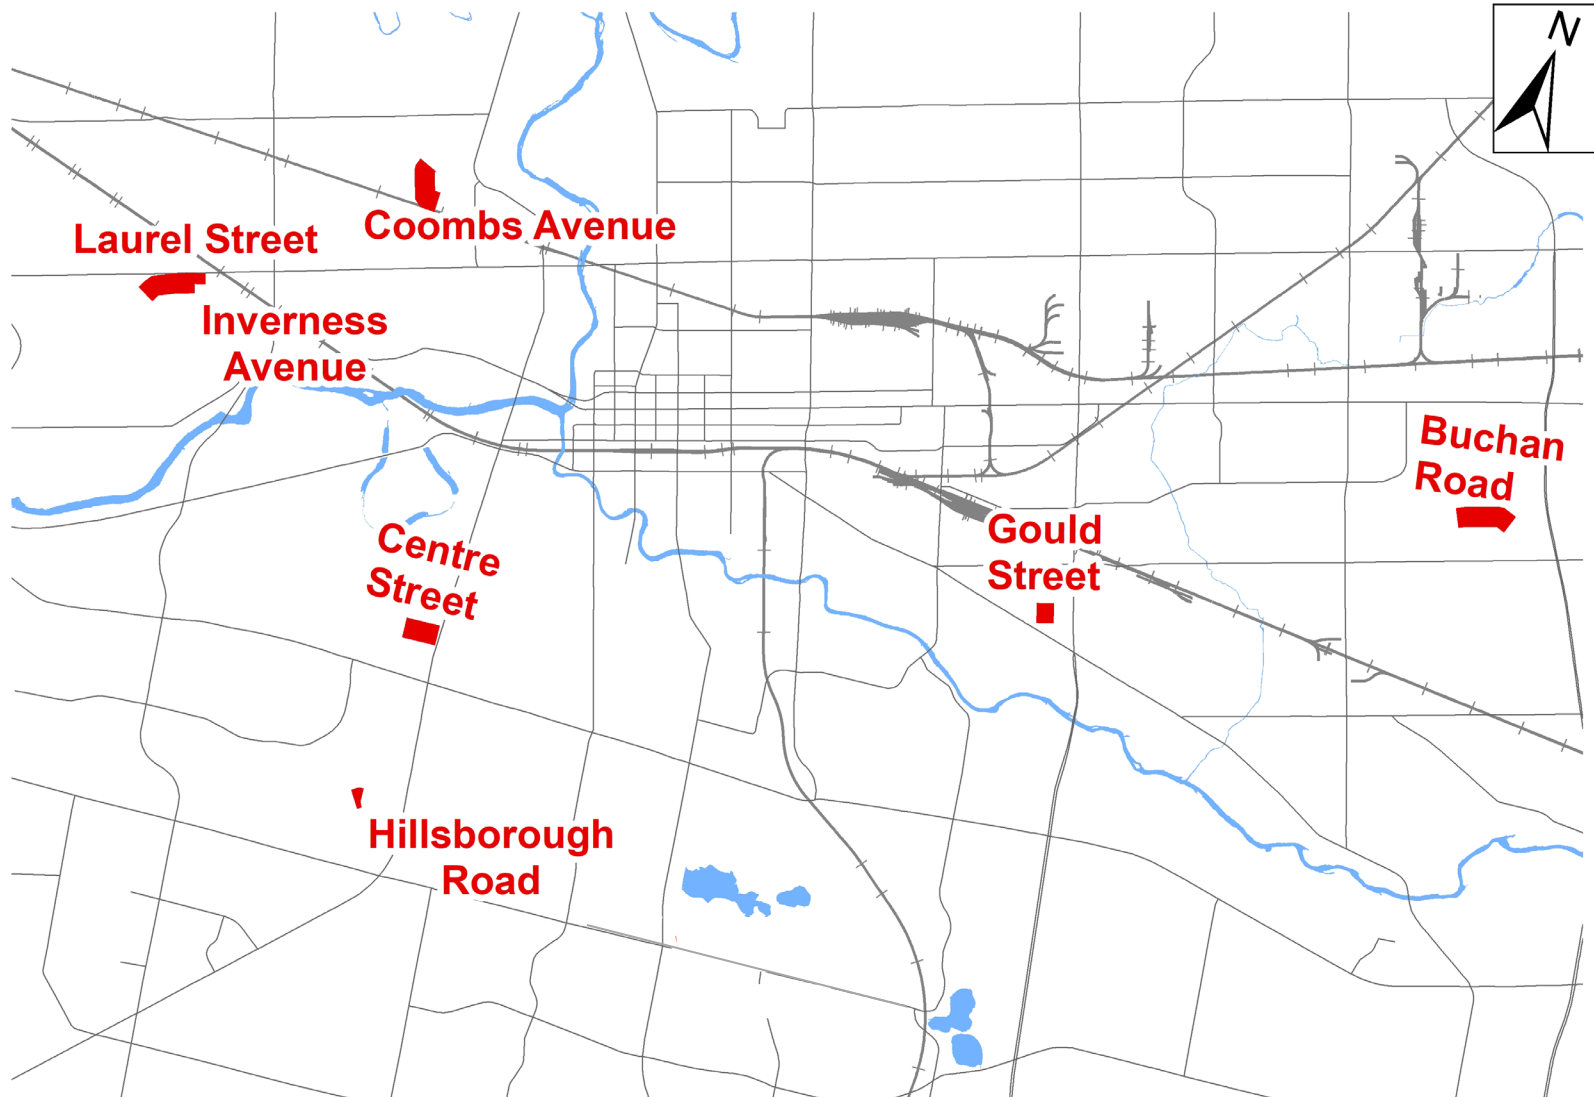 N
Coombs Avenue
Laurel Street
Inverness
Avenue
Buchan
Road
Centre
Street
Gould
Street
Hillsborough
Road